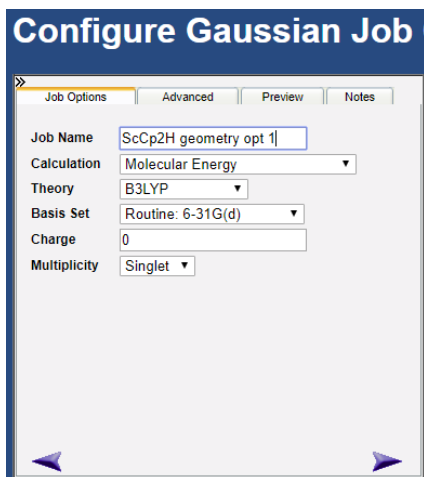 Configure Gaussian Job
»
Job Options Advanced Preview Notes
Job Name ScCp2H geometry opt 1
Calculation Molecular Energy
Theory B3LYP
Basis Set Routine: 6-31G(d)
Charge 0
Multiplicity Singlet